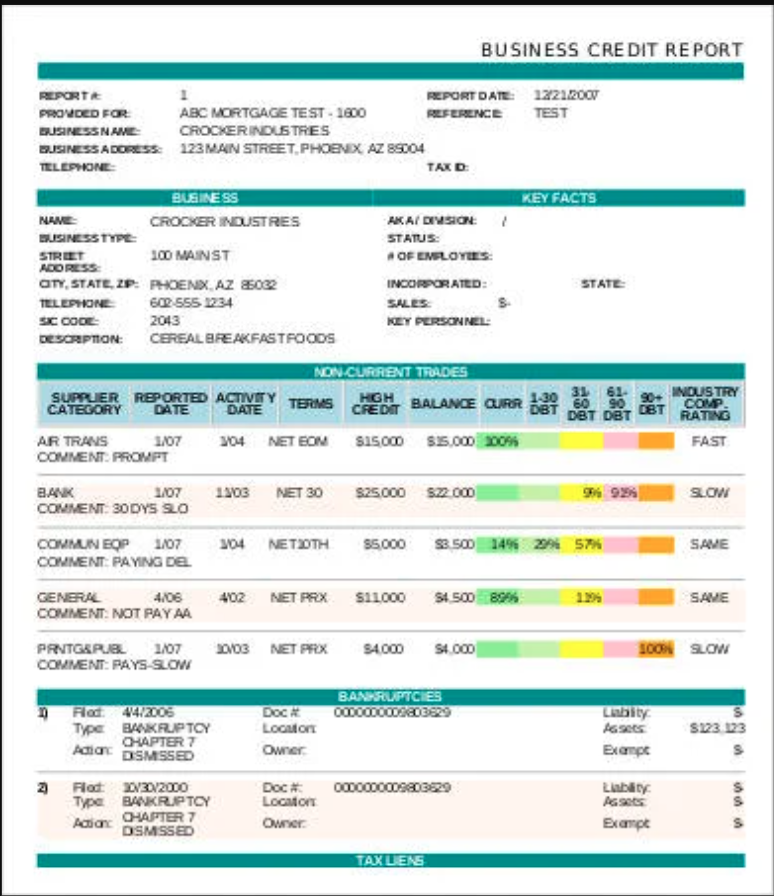 BUSINESS CREDIT REPORT
REPORT #: 1 REPORT DATE: 12/21/2007
PROVIDED FOR: ABC MORTGAGE TEST - 1600 REFERENCE: TEST
BUSINESS NAME: CROCKER INDUSTRIES
BUSINESS ADDRESS: 123 MAIN STREET, PHOENIX, AZ 85004
TELEPHONE: TAX ID:
BUSINESS KEY FACTS
NAME: CROCKER INDUSTRIES AKA / DIVISION: /
BUSINESS TYPE: STATUS:
STREET ADDRESS: 100 MAIN ST # OF EMPLOYEES:
CITY, STATE, ZIP: PHOENIX, AZ 85032 INCORPORATED: STATE:
TELEPHONE: 602-555-1234 SALES: $-
SIC CODE: 2043 KEY PERSONNEL:
DESCRIPTION: CEREAL BREAKFAST FOODS
NON-CURRENT TRADES
SUPPLIER CATEGORY REPORTED DATE ACTIVITY DATE TERMS HIGH CREDIT BALANCE CURR 1-30 DBT 31-60 DBT 61-90 DBT 90+ DBT INDUSTRY COMP. RATING
AIR TRANS 1/07 1/04 NET EOM $15,000 $15,000 100% FAST
COMMENT: PROMPT
BANK 1/07 11/03 NET 30 $25,000 $22,000 9% 91% SLOW
COMMENT: 30 DYS SLO
COMMUN EQP 1/07 1/04 NET10TH $5,000 $3,500 14% 29% 57% SAME
COMMENT: PAYING DEL
GENERAL 4/06 4/02 NET PRX $11,000 $4,500 89% 11% SAME
COMMENT: NOT PAY AA
PRNTG&PUBL 1/07 10/03 NET PRX $4,000 $4,000 100% SLOW
COMMENT: PAYS-SLOW
BANKRUPTCIES
1) Filed: 4/4/2006 Doc #: 0000000009803629 Liability: $-
Type: BANKRUPTCY Location: Assets: $123,123
Action: CHAPTER 7 DISMISSED Owner: Exempt: $-
2) Filed: 10/30/2000 Doc #: 0000000009803629 Liability: $-
Type: BANKRUPTCY Location: Assets: $-
Action: CHAPTER 7 DISMISSED Owner: Exempt: $-
TAX LIENS